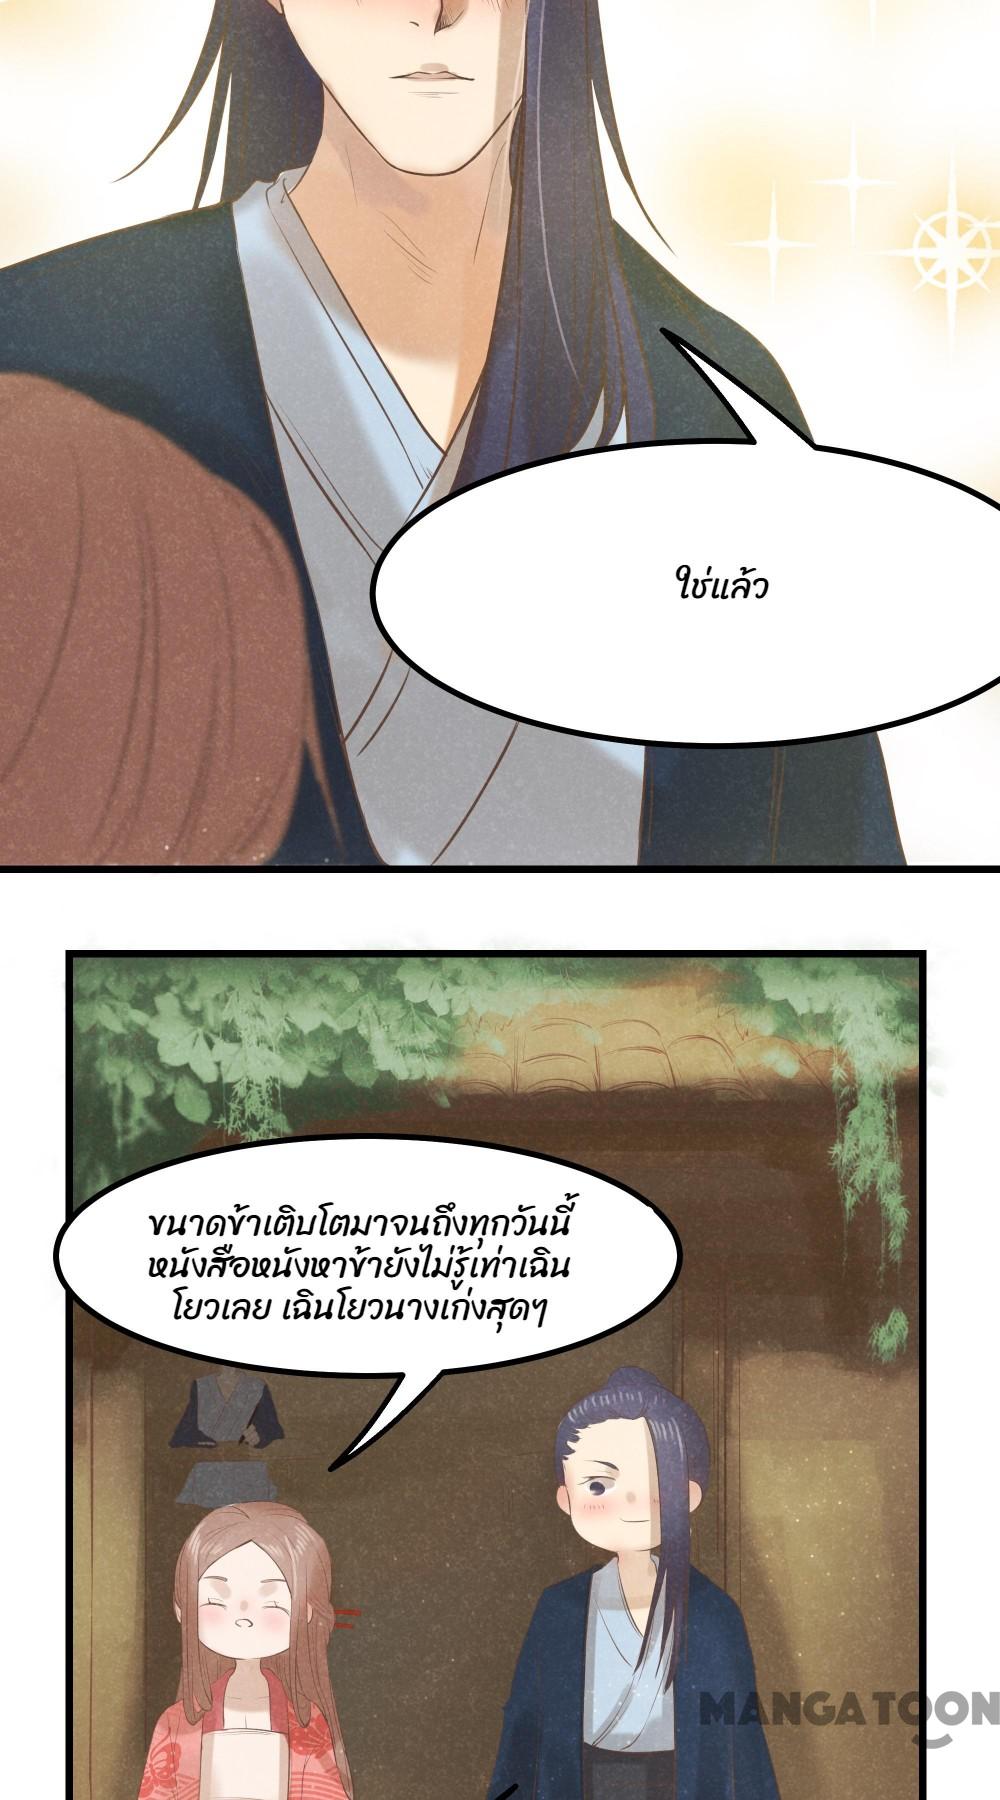 ใช่แล้ว
ขนาดข้าเติบโตมาจนถึงทุกวันนี้
หนังสือหนังหาข้ายังไม่รู้เท่าเฉิน
โยวเลย เฉินโยวนางเก่งสุดๆ
MANGATOON